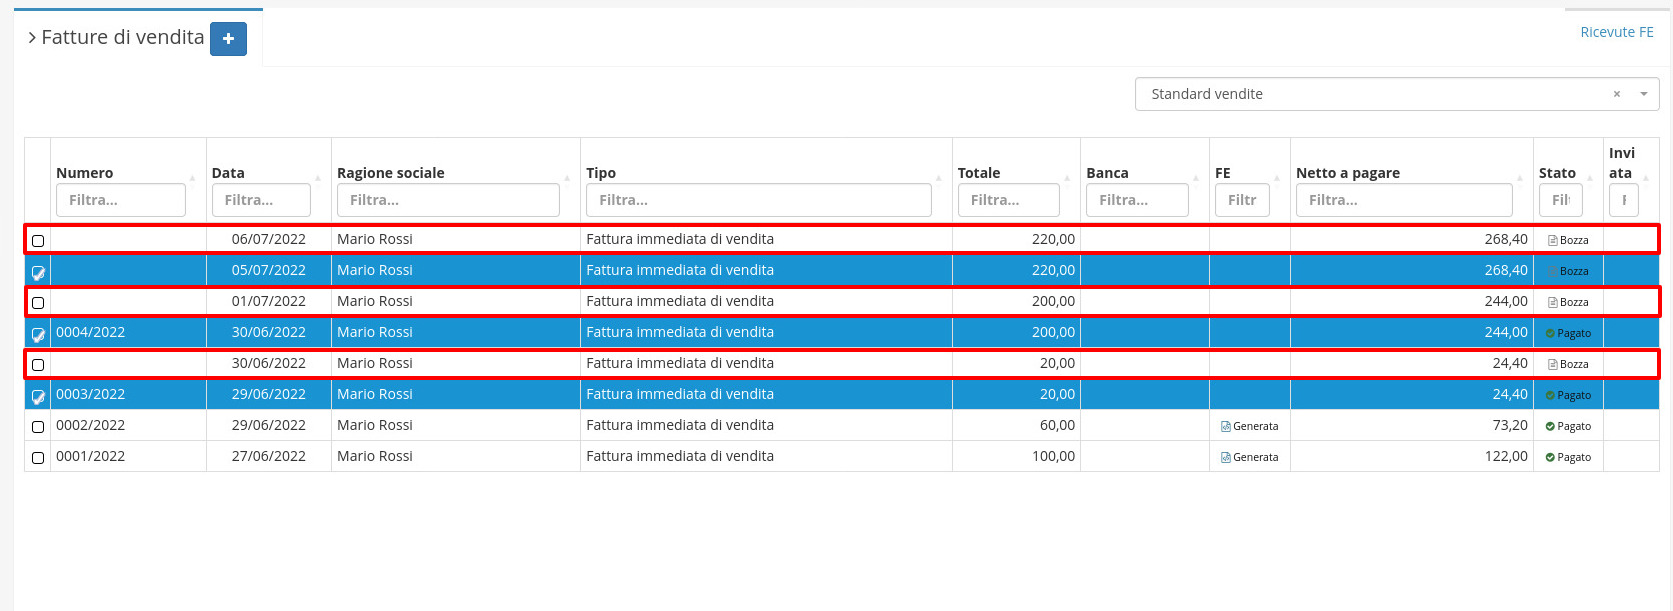 Fatture di vendita +
Ricevute FE
Standard vendite × 
Numero Data Ragione sociale Tipo Totale Banca FE Netto a pagare Stato Invi
ata
Filtra... Filtra... Filtra... Filtra... Filtra... Filtra... Filtr Filtra... Fil F
06/07/2022 Mario Rossi Fattura immediata di vendita 220,00 268,40 Bozza
05/07/2022 Mario Rossi Fattura immediata di vendita 220,00 268,40 Bozza
01/07/2022 Mario Rossi Fattura immediata di vendita 200,00 244,00 Bozza
0004/2022 30/06/2022 Mario Rossi Fattura immediata di vendita 200,00 244,00 Pagato
30/06/2022 Mario Rossi Fattura immediata di vendita 20,00 24,40 Bozza
0003/2022 29/06/2022 Mario Rossi Fattura immediata di vendita 20,00 24,40 Pagato
0002/2022 29/06/2022 Mario Rossi Fattura immediata di vendita 60,00 Generata 73,20 Pagato
0001/2022 27/06/2022 Mario Rossi Fattura immediata di vendita 100,00 Generata 122,00 Pagato